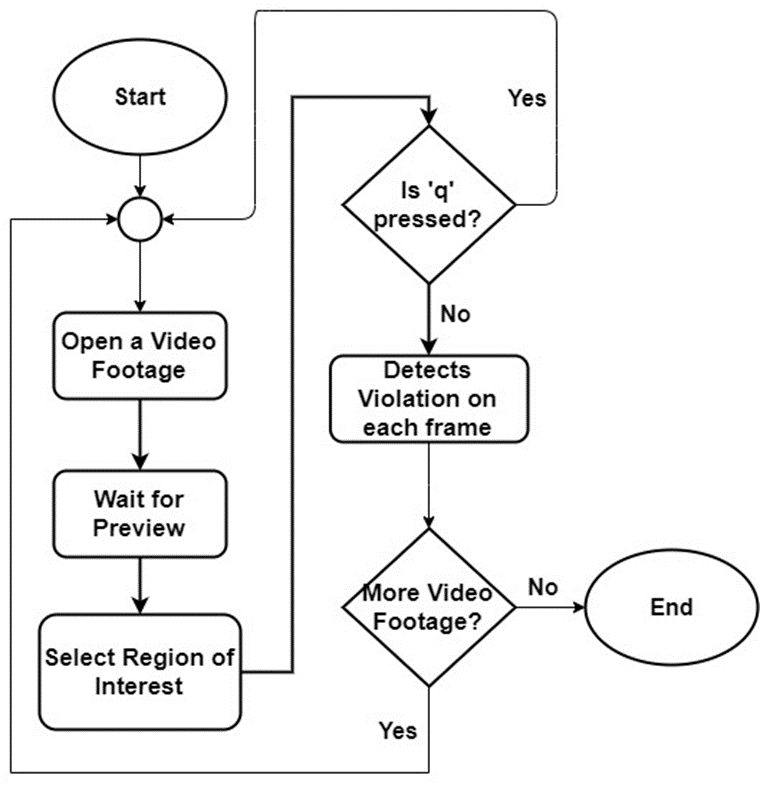 Start
Open a Video
Footage
Wait for
Preview
Select Region of
Interest
Is 'q'
pressed?
Yes
No
Detects
Violation on
each frame
More Video
Footage?
No
End
Yes